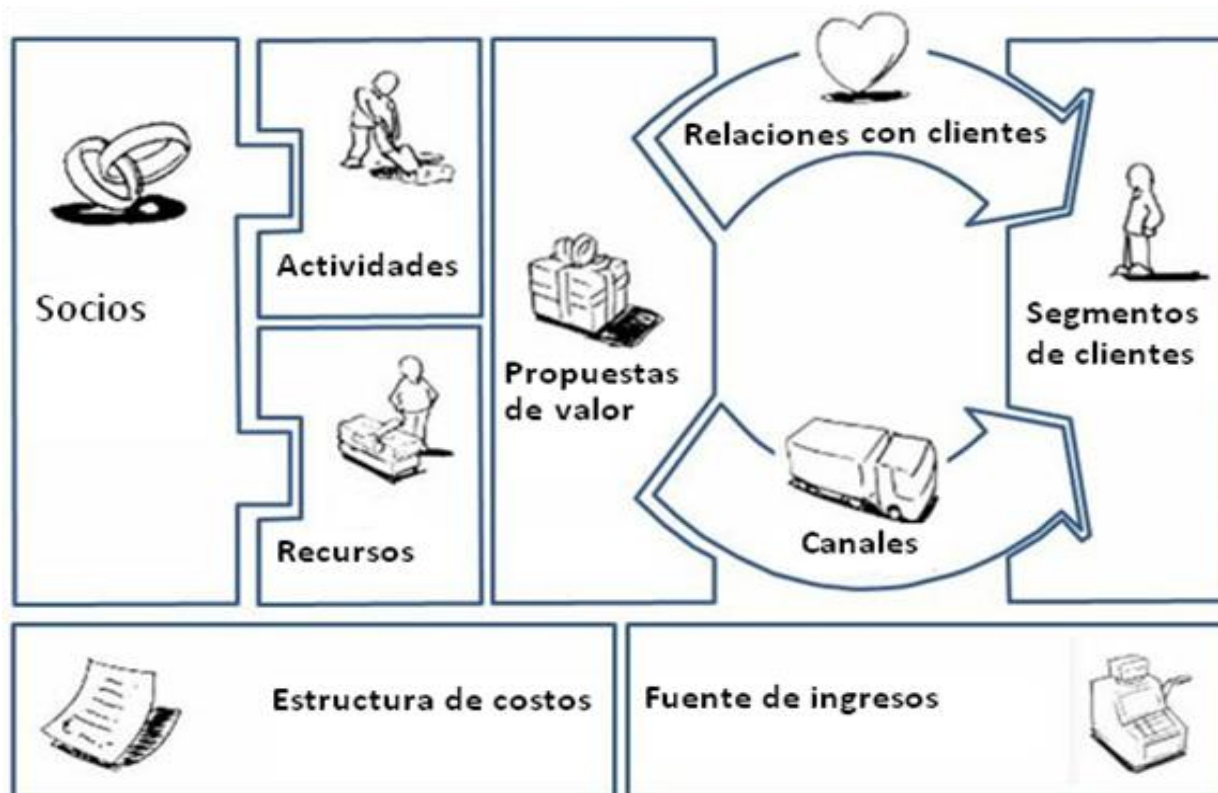 Socios
Actividades
Recursos
Propuestas
de valor
Relaciones con clientes
Canales
Segmentos
de clientes
Estructura de costos
Fuente de ingresos